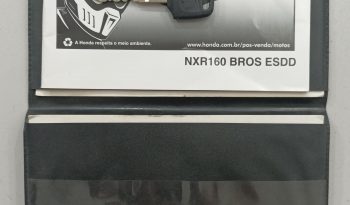 A Honda respeita o meio ambiente.
www.honda.com.br/pos-venda/motos
NXR160 BROS ESDD